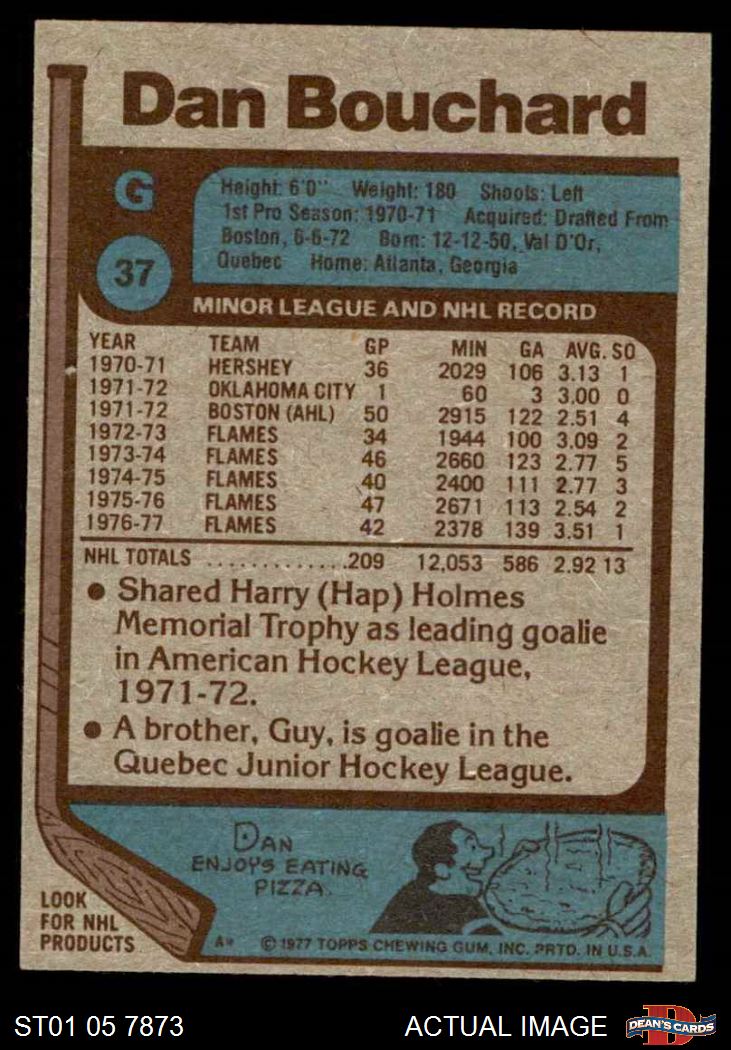 Dan Bouchard
G
Height: 6'0" Weight: 180 Shoots: Left
1st Pro Season: 1970-71 Acquired: Drafted From
Boston, 6-6-72 Born: 12-12-50, Val D'Or,
Quebec Home: Atlanta, Georgia
37
MINOR LEAGUE AND NHL RECORD
YEAR TEAM GP MIN GA AVG. SO
1970-71 HERSHEY 36 2029 106 3.13 1
1971-72 OKLAHOMA CITY 1 60 3 3.00 0
1971-72 BOSTON (AHL) 50 2915 122 2.51 4
1972-73 FLAMES 34 1944 100 3.09 2
1973-74 FLAMES 46 2660 123 2.77 5
1974-75 FLAMES 40 2400 111 2.77 3
1975-76 FLAMES 47 2671 113 2.54 2
1976-77 FLAMES 42 2378 139 3.51 1
NHL TOTALS .............209 12,053 586 2.92 13
• Shared Harry (Hap) Holmes
Memorial Trophy as leading goalie
in American Hockey League,
1971-72.
• A brother, Guy, is goalie in the
Quebec Junior Hockey League.
DAN
ENJOYS EATING
PIZZA.
LOOK
FOR NHL
PRODUCTS
A* © 1977 TOPPS CHEWING GUM, INC. PRTD. IN U.S.A.
ST01 05 7873 ACTUAL IMAGE
D
DEAN'S CARDS